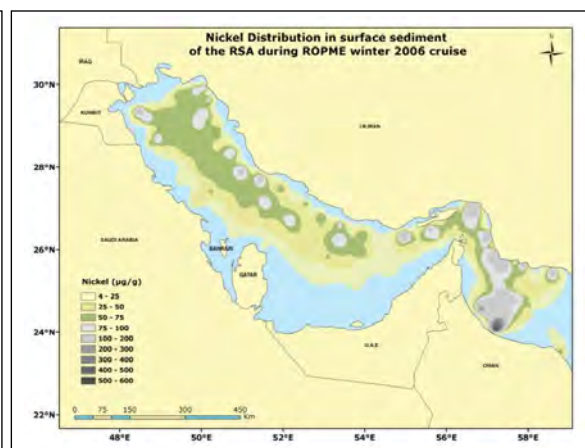 Nickel Distribution in surface sediment
of the RSA during ROPME winter 2006 cruise
N
IRAQ
KUWAIT
I.R.IRAN
SAUDI ARABIA
BAHRAIN
QATAR
U.A.E
OMAN
30°N
28°N
26°N
24°N
22°N
Nickel (µg/g)
4 - 25
25 - 50
50 - 75
75 - 100
100 - 200
200 - 300
300 - 400
400 - 500
500 - 600
0 75 150 300 450
Km
48°E 50°E 52°E 54°E 56°E 58°E